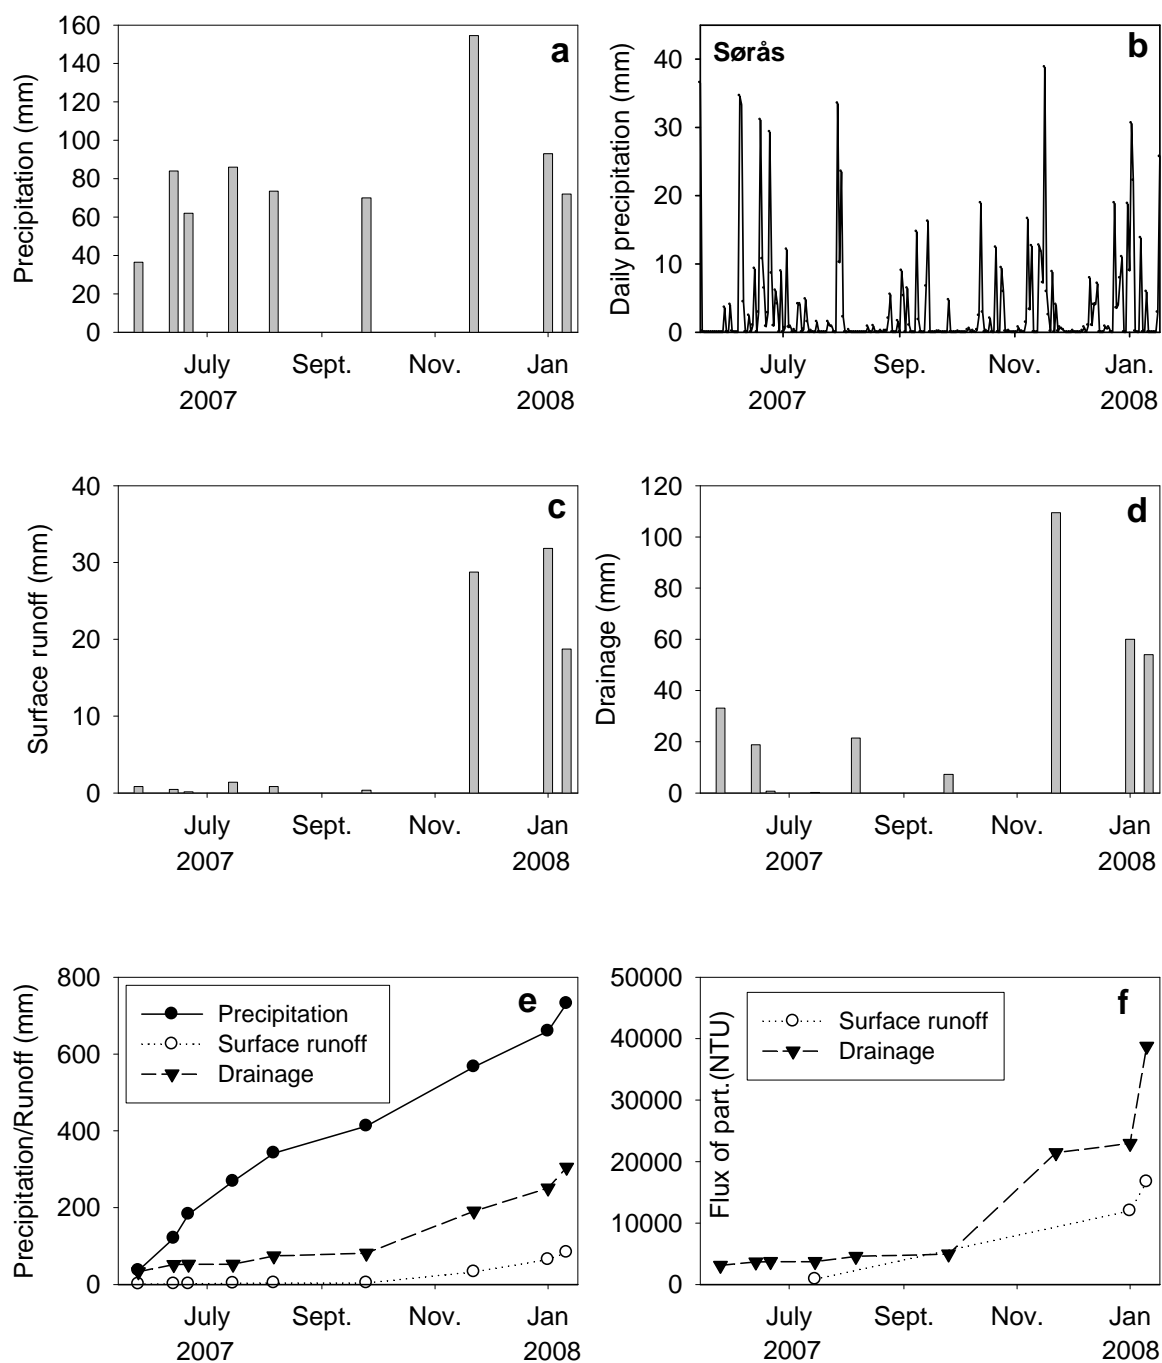 a
Precipitation (mm)
160
140
120
100
80
60
40
20
0
July
2007
Sept.
Nov.
Jan
2008
b
Sørås
Daily precipitation (mm)
40
30
20
10
0
July
2007
Sep.
Nov.
Jan.
2008
c
Surface runoff (mm)
40
30
20
10
0
July
2007
Sept.
Nov.
Jan
2008
d
Drainage (mm)
120
100
80
60
40
20
0
July
2007
Sept.
Nov.
Jan
2008
e
Precipitation/Runoff (mm)
800
600
400
200
0
Precipitation
Surface runoff
Drainage
July
2007
Sept.
Nov.
Jan
2008
f
Flux of part.(NTU)
50000
40000
30000
20000
10000
0
Surface runoff
Drainage
July
2007
Sept.
Nov.
Jan
2008